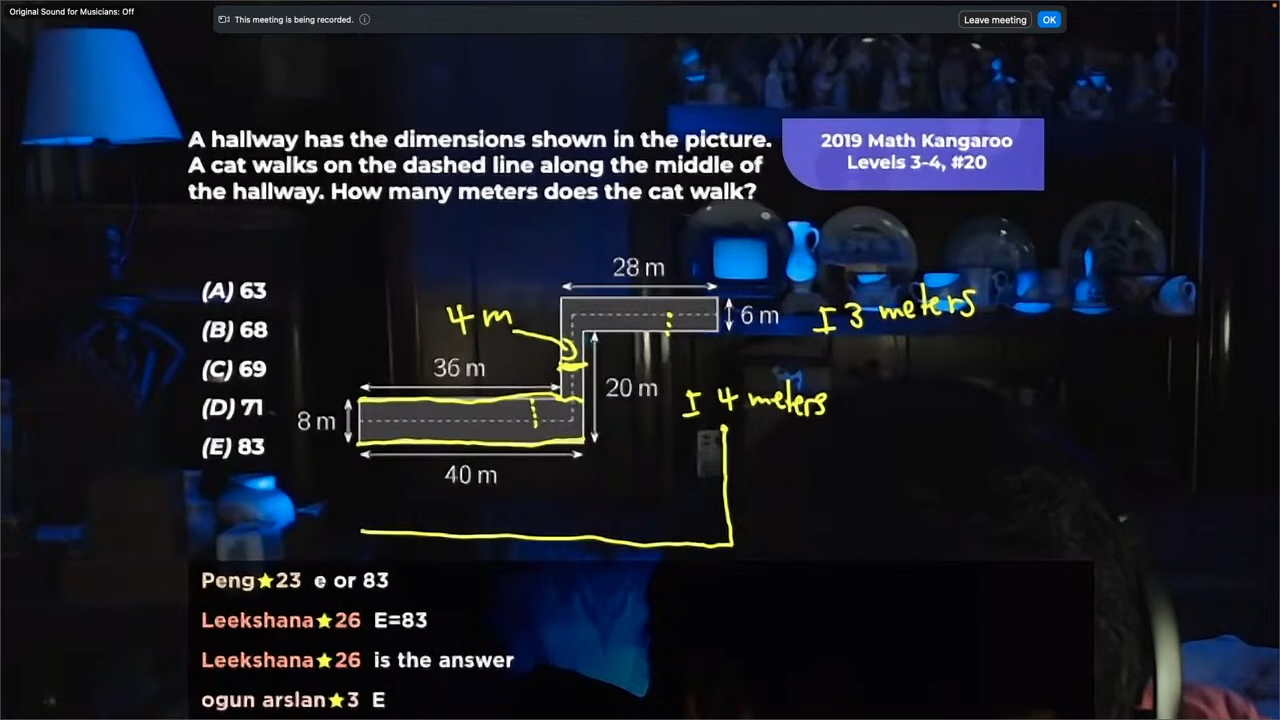 Original Sound for Musicians: Off
This meeting is being recorded.
Leave meeting
OK
A hallway has the dimensions shown in the picture.
A cat walks on the dashed line along the middle of
the hallway. How many meters does the cat walk?
2019 Math Kangaroo
Levels 3-4, #20
(A) 63
(B) 68
(C) 69
(D) 71
(E) 83
28 m
6 m
I 3 meters
4 m
36 m
20 m
I 4 meters
8 m
40 m
Peng★23 e or 83
Leekshana★26 E=83
Leekshana★26 is the answer
ogun arslan★3 E